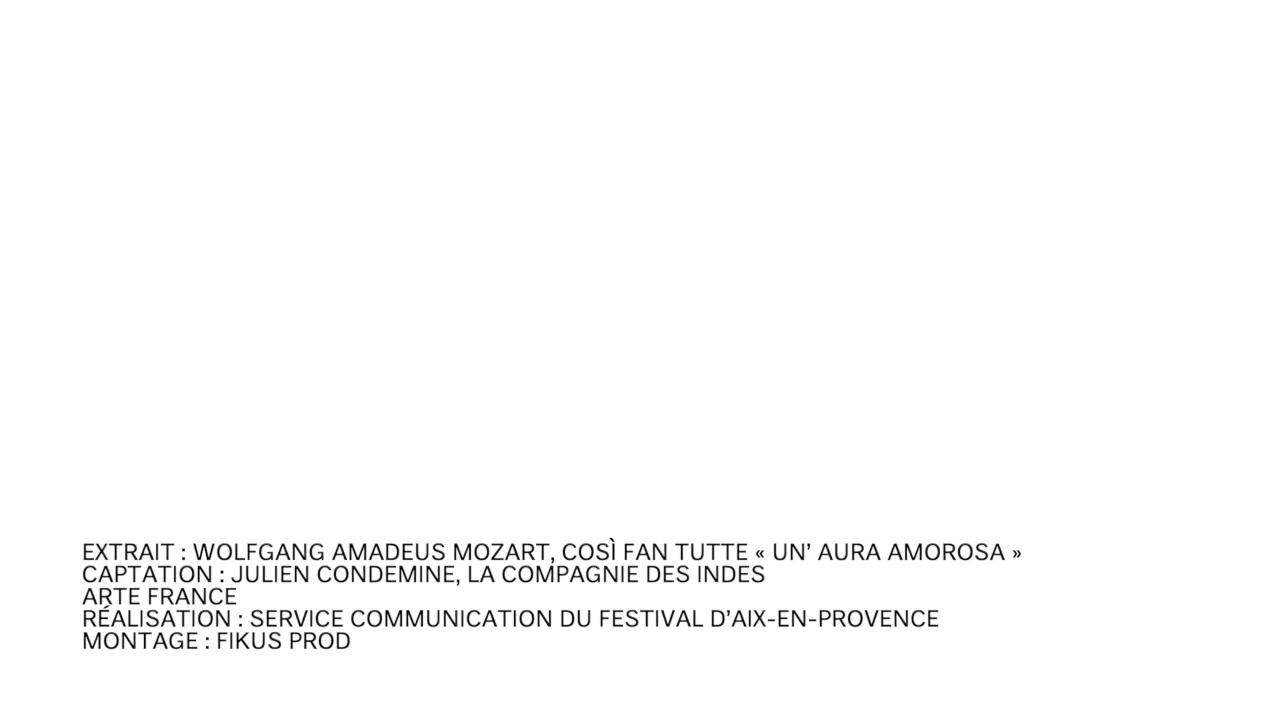 EXTRAIT : WOLFGANG AMADEUS MOZART, COSÌ FAN TUTTE « UN’ AURA AMOROSA »
CAPTATION : JULIEN CONDEMINE, LA COMPAGNIE DES INDES
ARTE FRANCE
RÉALISATION : SERVICE COMMUNICATION DU FESTIVAL D’AIX-EN-PROVENCE
MONTAGE : FIKUS PROD